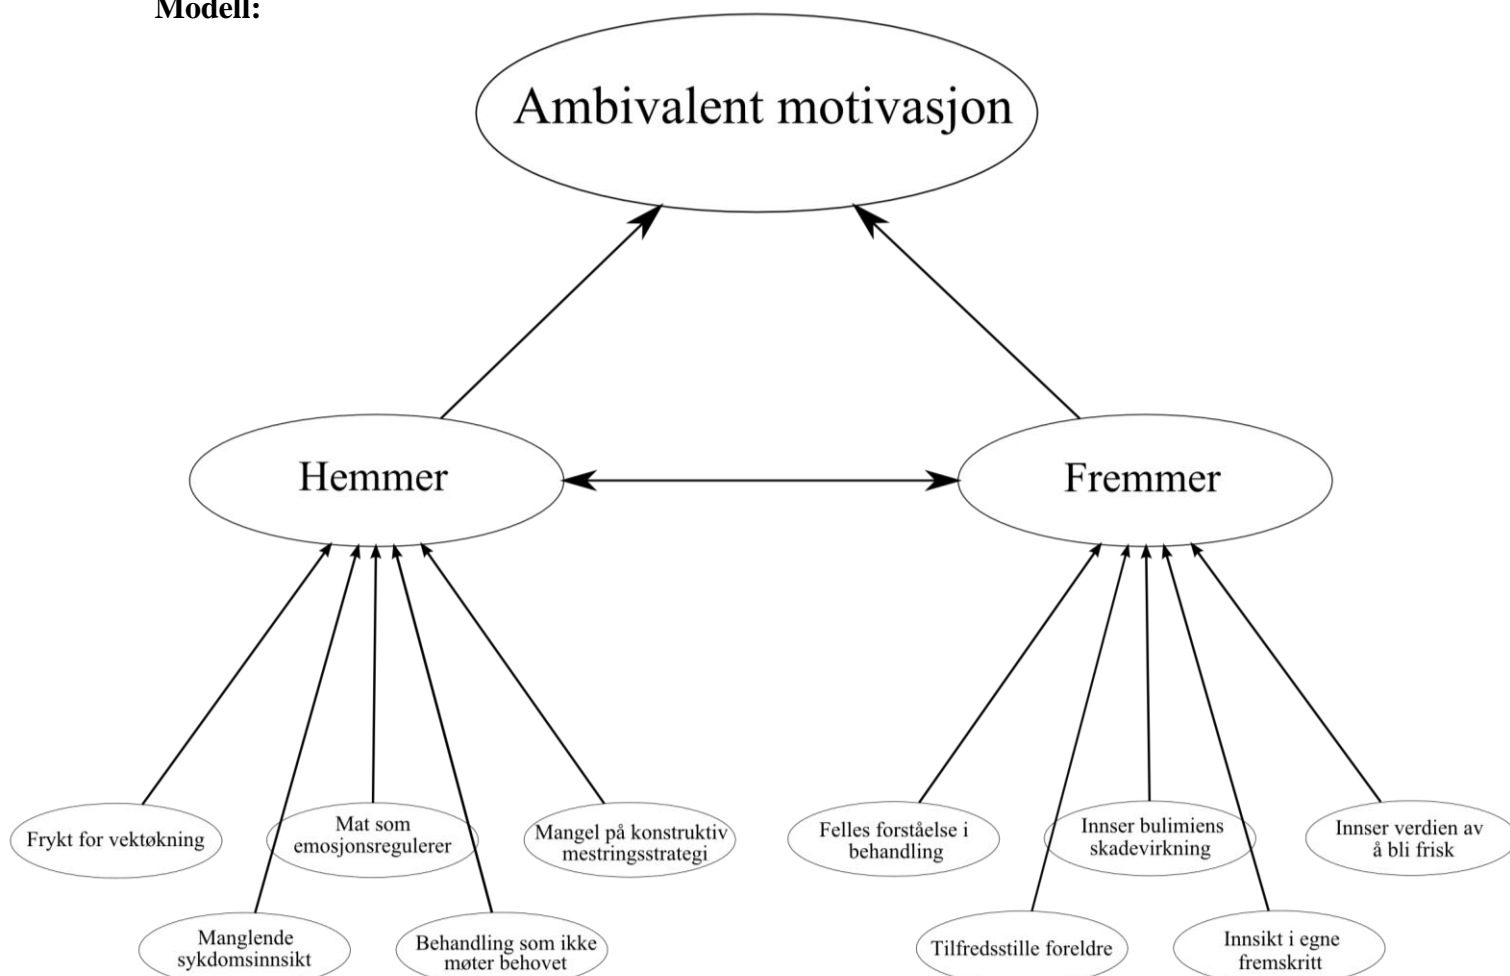 Modell:
Ambivalent motivasjon
Hemmer
Fremmer
Frykt for vektøkning
Mat som
emosjonsregulerer
Mangel på konstruktiv
mestringsstrategi
Felles forståelse i
behandling
Innser bulimiens
skadevirkning
Innser verdien av
å bli frisk
Manglende
sykdomsinnsikt
Behandling som ikke
møter behovet
Tilfredsstille foreldre
Innsikt i egne
fremskritt